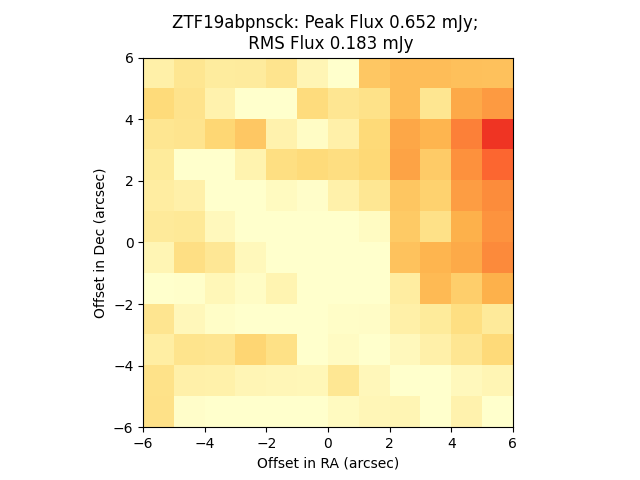 ZTF19abpnsck: Peak Flux 0.652 mJy;
RMS Flux 0.183 mJy
6
4
2
0
−2
−4
−6
Offset in Dec (arcsec)
−6 −4 −2 0 2 4 6
Offset in RA (arcsec)